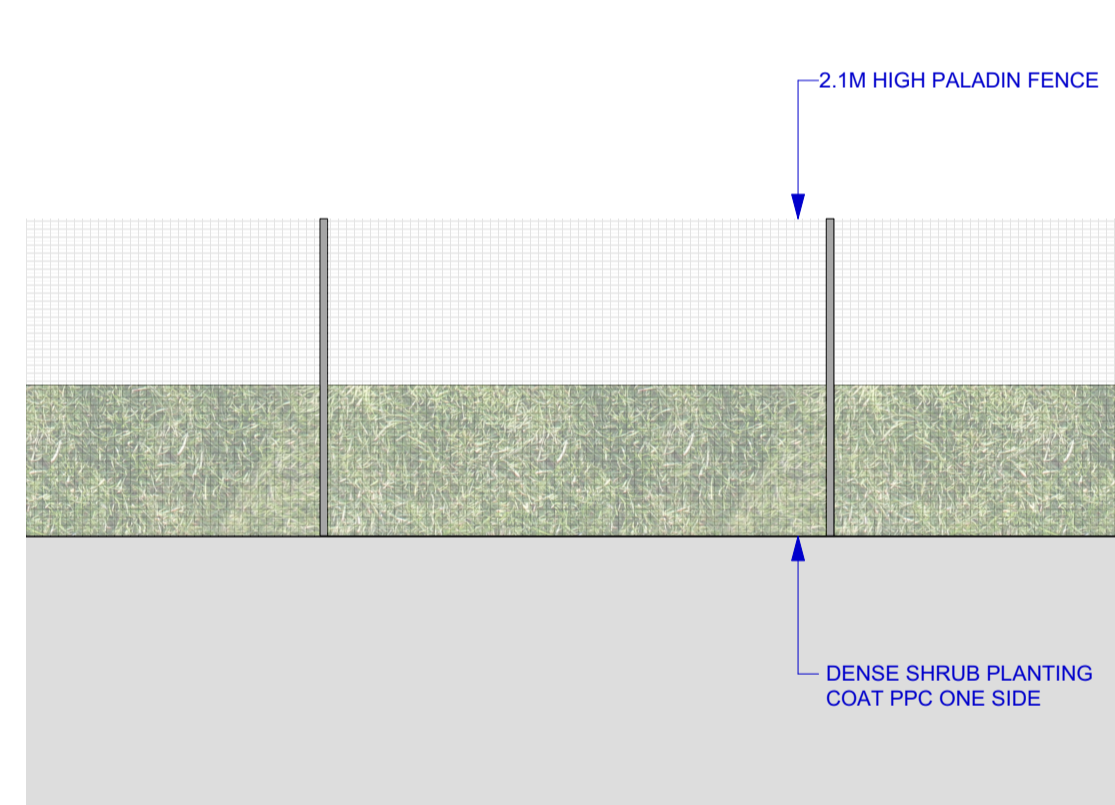 2.1M HIGH PALADIN FENCE
DENSE SHRUB PLANTING
COAT PPC ONE SIDE